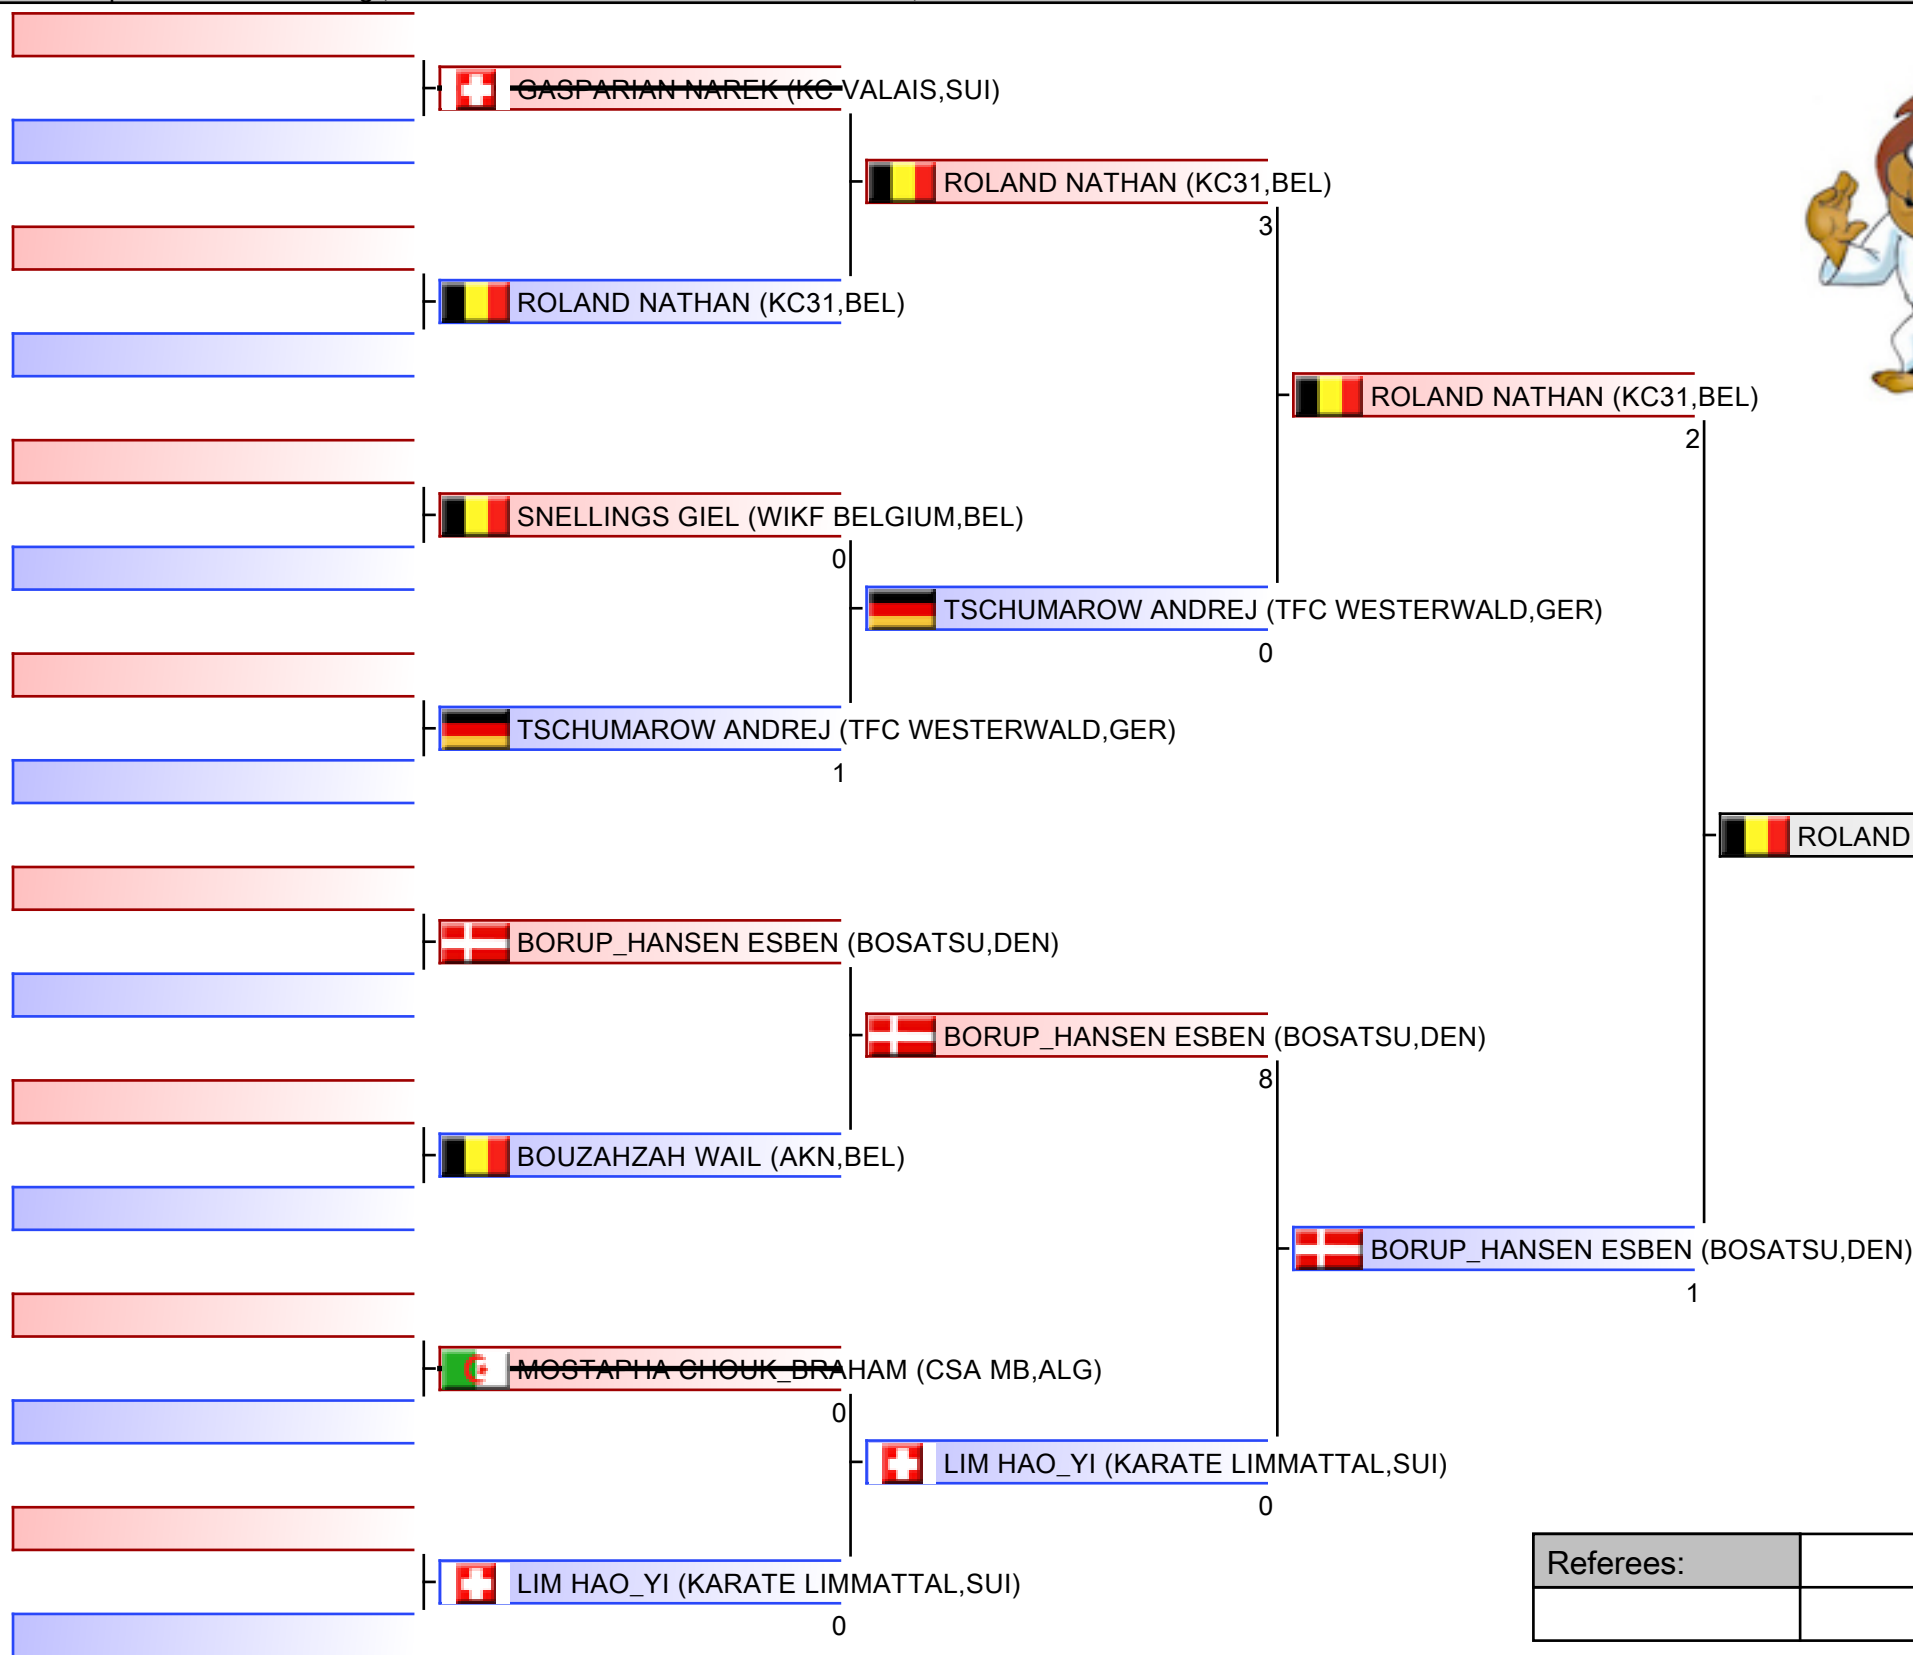 GASPARIAN NAREK (KC VALAIS,SUI)
ROLAND NATHAN (KC31,BEL)
3
ROLAND NATHAN (KC31,BEL)
ROLAND NATHAN (KC31,BEL)
2
SNELLINGS GIEL (WIKF BELGIUM,BEL)
0
TSCHUMAROW ANDREJ (TFC WESTERWALD,GER)
0
TSCHUMAROW ANDREJ (TFC WESTERWALD,GER)
1
ROLAND
BORUP_HANSEN ESBEN (BOSATSU,DEN)
BORUP_HANSEN ESBEN (BOSATSU,DEN)
8
BOUZAHZAH WAIL (AKN,BEL)
BORUP_HANSEN ESBEN (BOSATSU,DEN)
1
MOSTAPHA CHOUK_BRAHAM (CSA MB,ALG)
0
LIM HAO_YI (KARATE LIMMATTAL,SUI)
0
LIM HAO_YI (KARATE LIMMATTAL,SUI)
0
Referees: